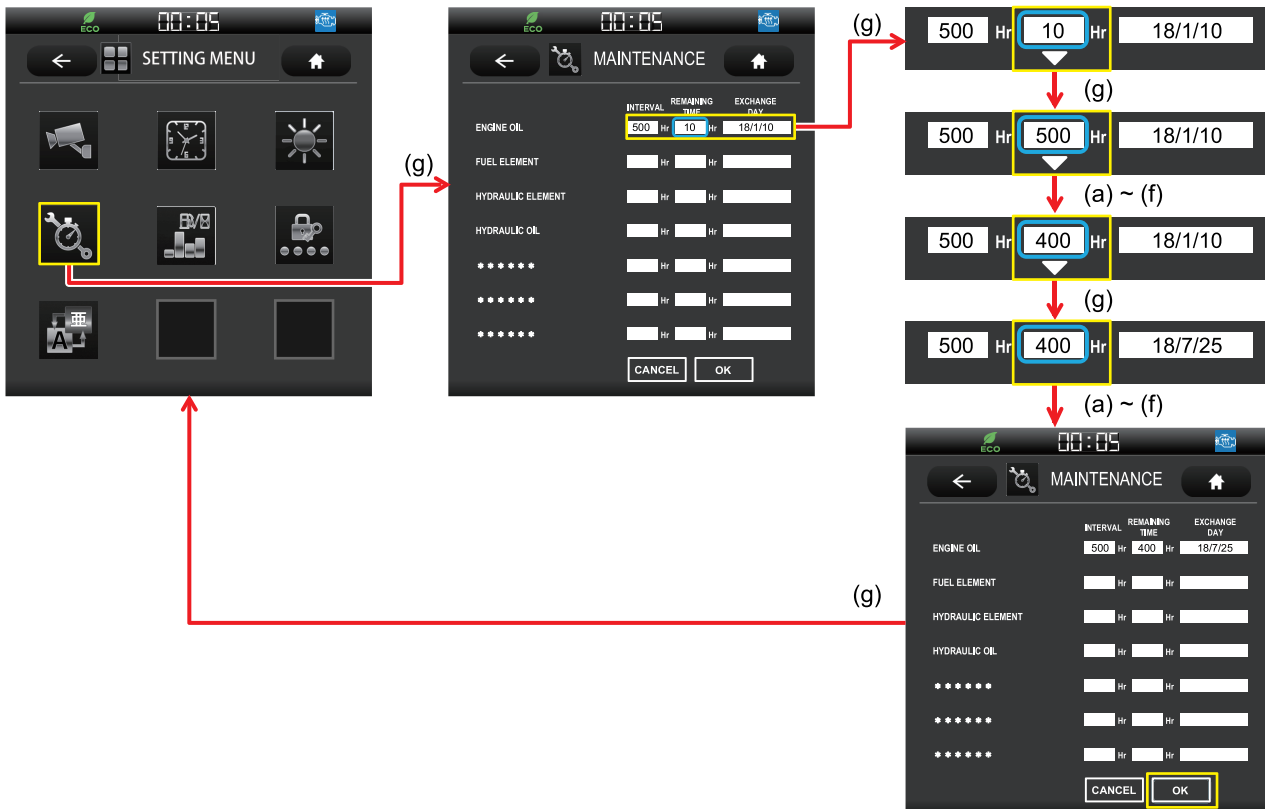 ECO 00:05
SETTING MENU
A 亜
(g)
ECO 00:05
MAINTENANCE
INTERVAL REMAINING TIME EXCHANGE DAY
ENGINE OIL 500 Hr 10 Hr 18/1/10
FUEL ELEMENT Hr Hr
HYDRAULIC ELEMENT Hr Hr
HYDRAULIC OIL Hr Hr
****** Hr Hr
****** Hr Hr
****** Hr Hr
CANCEL OK
(g)
500 Hr 10 Hr 18/1/10
(g)
500 Hr 500 Hr 18/1/10
(a) ~ (f)
500 Hr 400 Hr 18/1/10
(g)
500 Hr 400 Hr 18/7/25
(a) ~ (f)
ECO 00:05
MAINTENANCE
INTERVAL REMAINING TIME EXCHANGE DAY
ENGINE OIL 500 Hr 400 Hr 18/7/25
FUEL ELEMENT Hr Hr
HYDRAULIC ELEMENT Hr Hr
HYDRAULIC OIL Hr Hr
****** Hr Hr
****** Hr Hr
****** Hr Hr
CANCEL OK
(g)